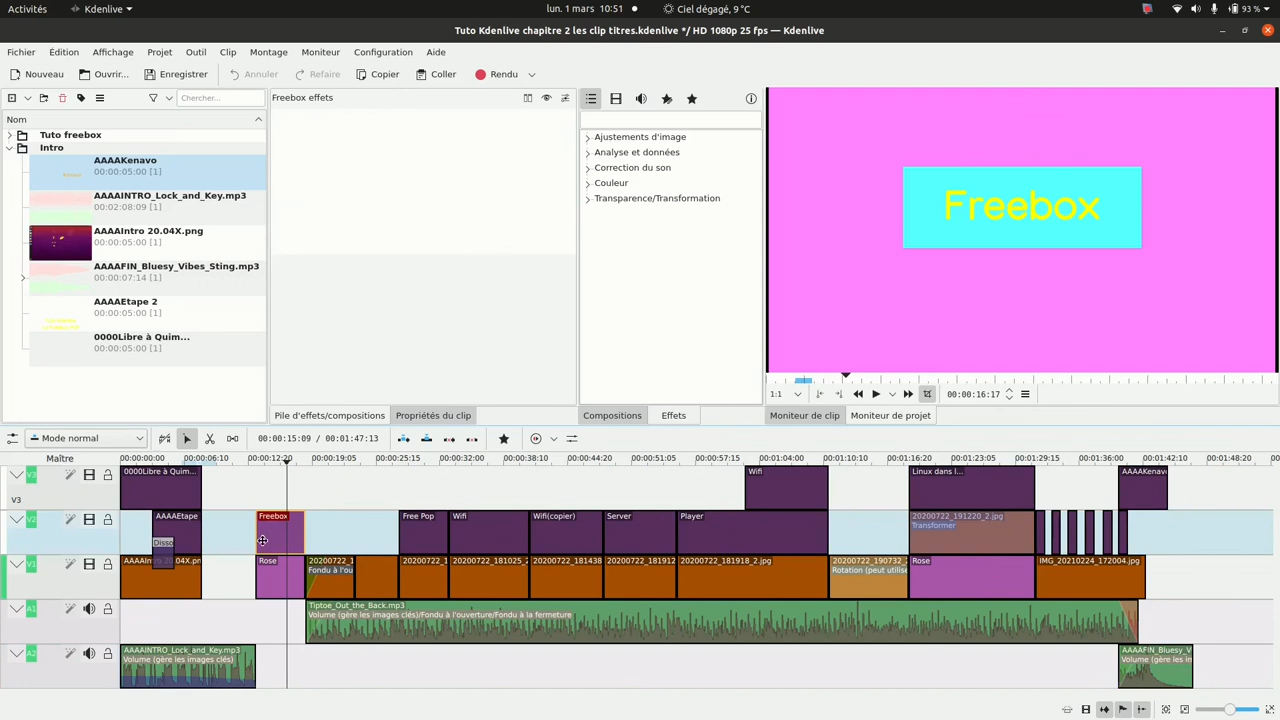 Activités
Kdenlive
lun. 1 mars 10:51
Ciel dégagé, 9 °C
93 %
Tuto Kdenlive chapitre 2 les clip titres.kdenlive */ HD 1080p 25 fps — Kdenlive
Fichier Édition Affichage Projet Outil Clip Montage Moniteur Configuration Aide
Nouveau Ouvrir... Enregistrer Annuler Refaire Copier Coller Rendu
Chercher...
Freebox effets
Nom
Tuto freebox
Intro
AAAAKenavo
00:00:05:00 [1]
AAAAINTRO_Lock_and_Key.mp3
00:02:08:09 [1]
AAAAIntro 20.04X.png
00:00:05:00 [1]
AAAAFIN_Bluesy_Vibes_Sting.mp3
00:00:07:14 [1]
AAAAEtape 2
00:00:05:00 [1]
0000Libre à Quim...
00:00:05:00 [1]
Ajustements d'image
Analyse et données
Correction du son
Couleur
Transparence/Transformation
Freebox
1:1
00:00:16:17
Pile d'effets/compositions Propriétés du clip
Compositions Effets
Moniteur de clip Moniteur de projet
Mode normal
00:00:15:09 / 00:01:47:13
Maître
00:00:00:00 00:00:06:10 00:00:12:20 00:00:19:05 00:00:25:15 00:00:32:00 00:00:38:10 00:00:44:20 00:00:51:05 00:00:57:15 00:01:04:00 00:01:10:10 00:01:16:20 00:01:23:05 00:01:29:15 00:01:36:00 00:01:42:10 00:01:48:20
V3
V3
0000Libre à Quim... Wifi Linux dans l... AAAAKenav
V2
AAAAEtape Freebox Free Pop Wifi Wifi(copier) Server Player 20200722_191220_2.jpg
Disso
Transformer
V1
AAAAIn 20.04X.pn Rose 20200722_1 20200722_1 20200722_181025_2 20200722_181438 20200722_181912 20200722_181918_2.jpg 20200722_190732 Rose IMG_20210224_172004.jpg
Fondu à l'ou
Rotation (peut utilise
A1
Tiptoe_Out_the_Back.mp3
Volume (gère les images clés)/Fondu à l'ouverture/Fondu à la fermeture
A2
AAAAINTRO_Lock_and_Key.mp3 AAAAFIN_Bluesy_V
Volume (gère les images clés) Volume (gère les in